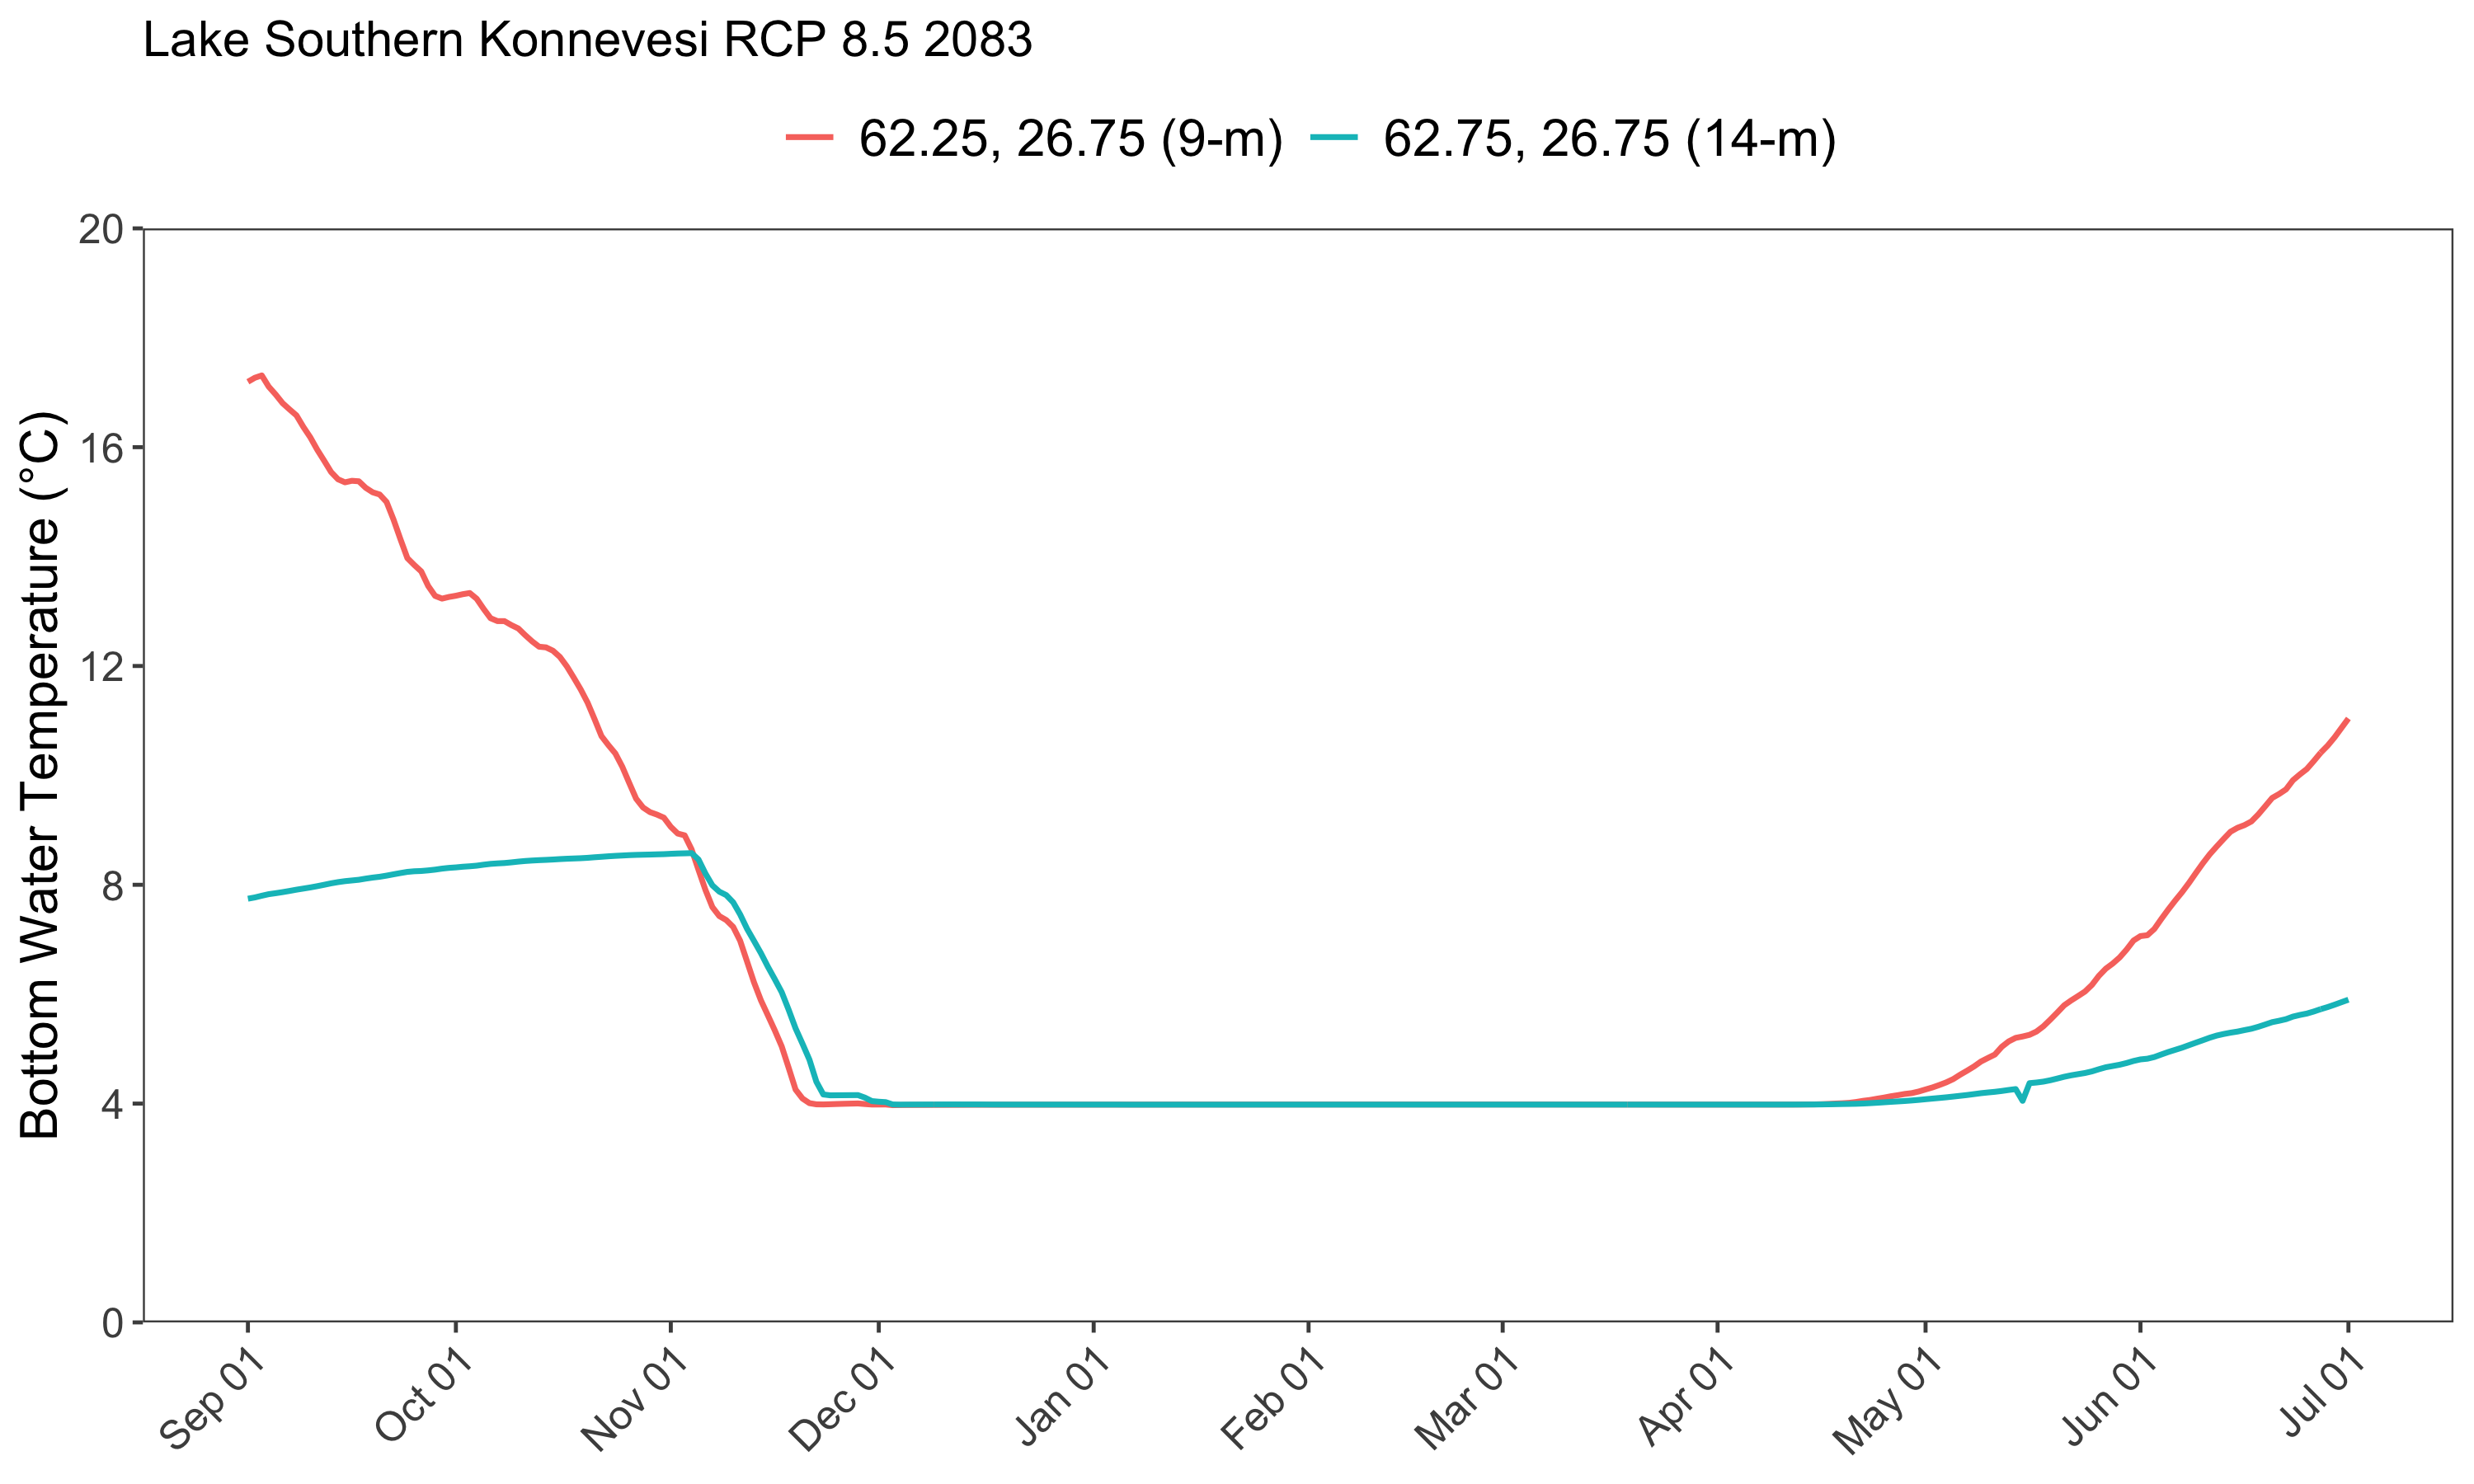 Lake Southern Konnevesi RCP 8.5 2083
62.25, 26.75 (9-m) 62.75, 26.75 (14-m)
Bottom Water Temperature (°C)
20
16
12
8
4
0
Sep 01 Oct 01 Nov 01 Dec 01 Jan 01 Feb 01 Mar 01 Apr 01 May 01 Jun 01 Jul 01